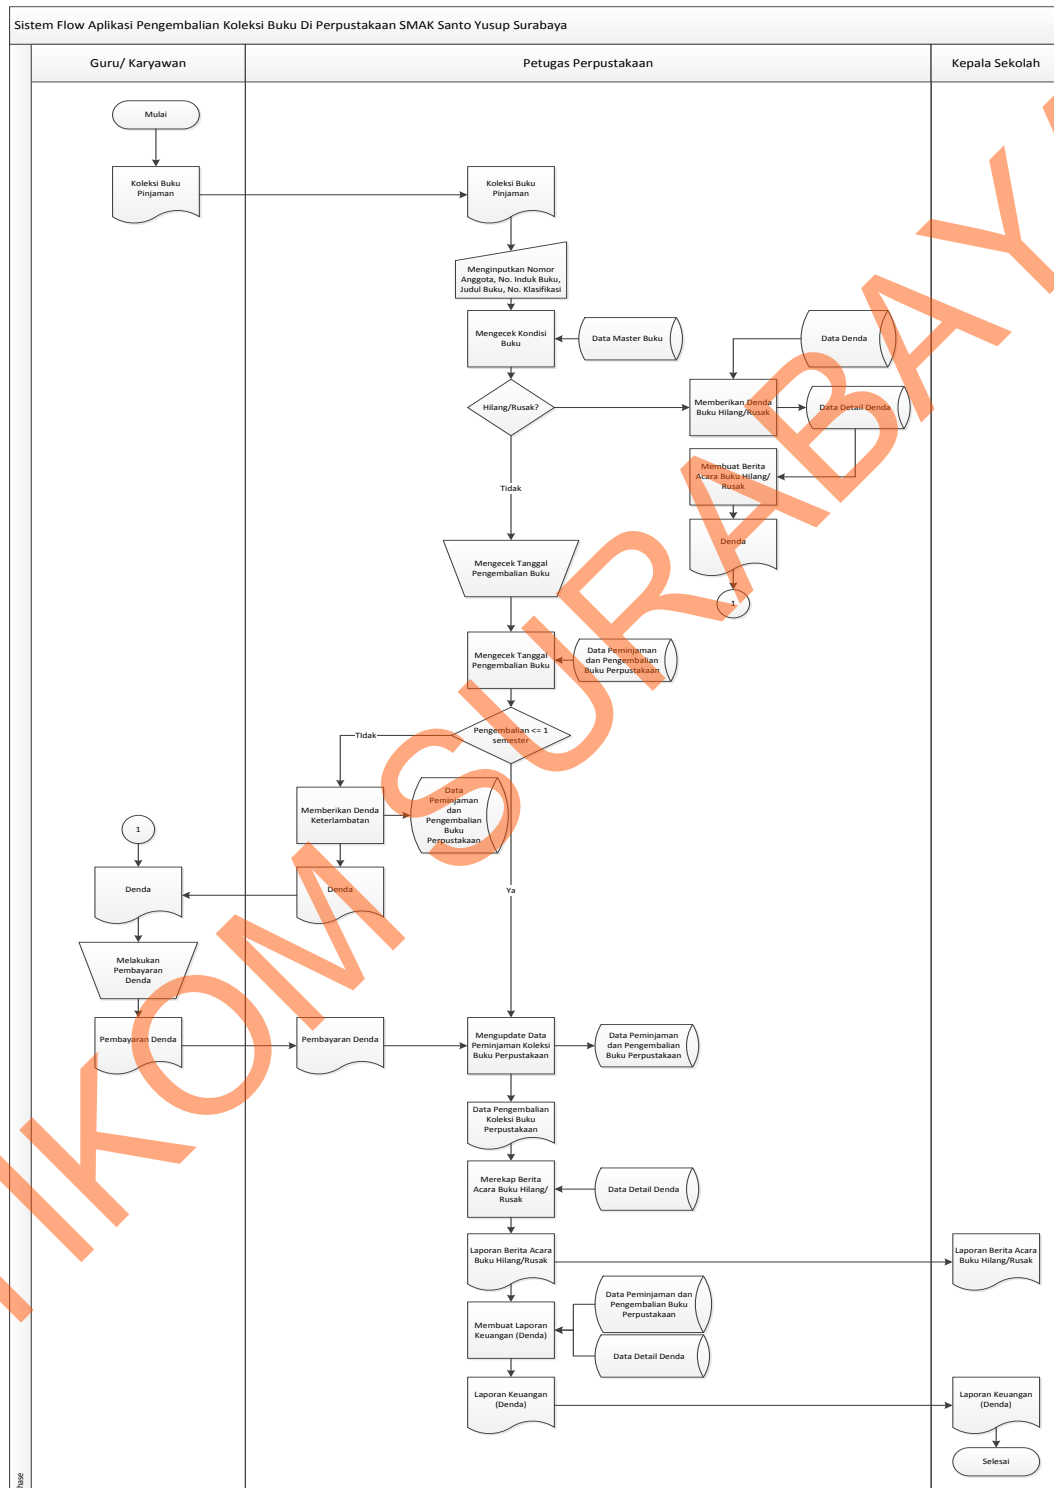 Sistem Flow Aplikasi Pengembalian Koleksi Buku Di Perpustakaan SMAK Santo Yusup Surabaya
Guru/ Karyawan
Petugas Perpustakaan
Kepala Sekolah
Mulai
Koleksi Buku
Pinjaman
Koleksi Buku
Pinjaman
Menginputkan Nomor
Anggota, No. Induk Buku,
Judul Buku, No. Klasifikasi
Mengecek Kondisi
Buku
Data Master Buku
Data Denda
Hilang/Rusak?
Memberikan Denda
Buku Hilang/Rusak
Data Detail Denda
Membuat Berita
Acara Buku Hilang/
Rusak
Tidak
Denda
1
Mengecek Tanggal
Pengembalian Buku
Mengecek Tanggal
Pengembalian Buku
Data Peminjaman
dan Pengembalian
Buku Perpustakaan
Pengembalian <= 1
semester
Tidak
Memberikan Denda
Keterlambatan
Data
Peminjaman
dan
Pengembalian
Buku
Perpustakaan
1
Denda
Denda
Ya
Melakukan
Pembayaran
Denda
Pembayaran Denda
Pembayaran Denda
Mengupdate Data
Peminjaman Koleksi
Buku Perpustakaan
Data Peminjaman
dan Pengembalian
Buku Perpustakaan
Data Pengembalian
Koleksi Buku
Perpustakaan
Merekap Berita
Acara Buku Hilang/
Rusak
Data Detail Denda
Laporan Berita Acara
Buku Hilang/Rusak
Laporan Berita Acara
Buku Hilang/Rusak
Data Peminjaman dan
Pengembalian Buku
Perpustakaan
Membuat Laporan
Keuangan (Denda)
Data Detail Denda
Laporan Keuangan
(Denda)
Laporan Keuangan
(Denda)
Selesai
hase
IKOM SURABAYA